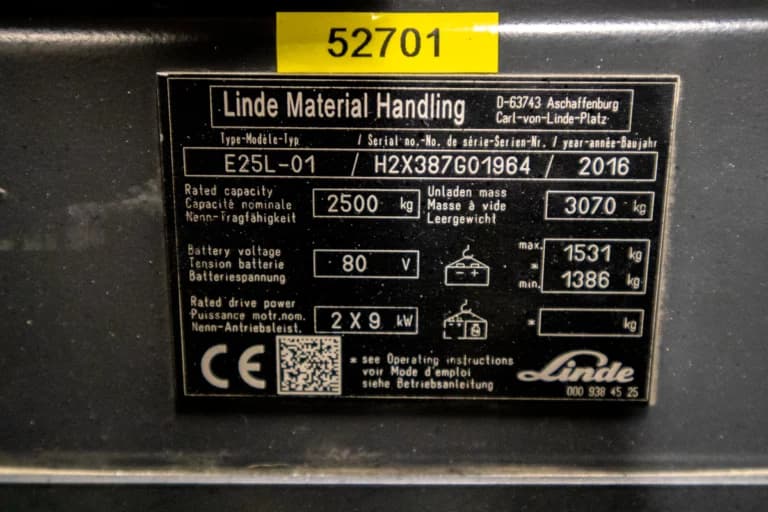 52701
Linde Material Handling
D-63743 Aschaffenburg
Carl-von-Linde-Platz
Type-Modèle-Typ / Serial no.-No. de série-Serien-Nr. / year-année-Baujahr
E25L-01 / H2X387G01964 / 2016
Rated capacity
Capacité nominale
Nenn-Tragfähigkeit
2500 kg
Unladen mass
Masse à vide
Leergewicht
3070 kg
Battery voltage
Tension batterie
Batteriespannung
80 V
- +
max. 1531 kg
*
min. 1386 kg
Rated drive power
Puissance motr.nom.
Nenn-Antriebsleist.
2 X 9 kW
* kg
CE
* see Operating instructions
voir Mode d'emploi
siehe Betriebsanleitung
Linde
000 938 45 25